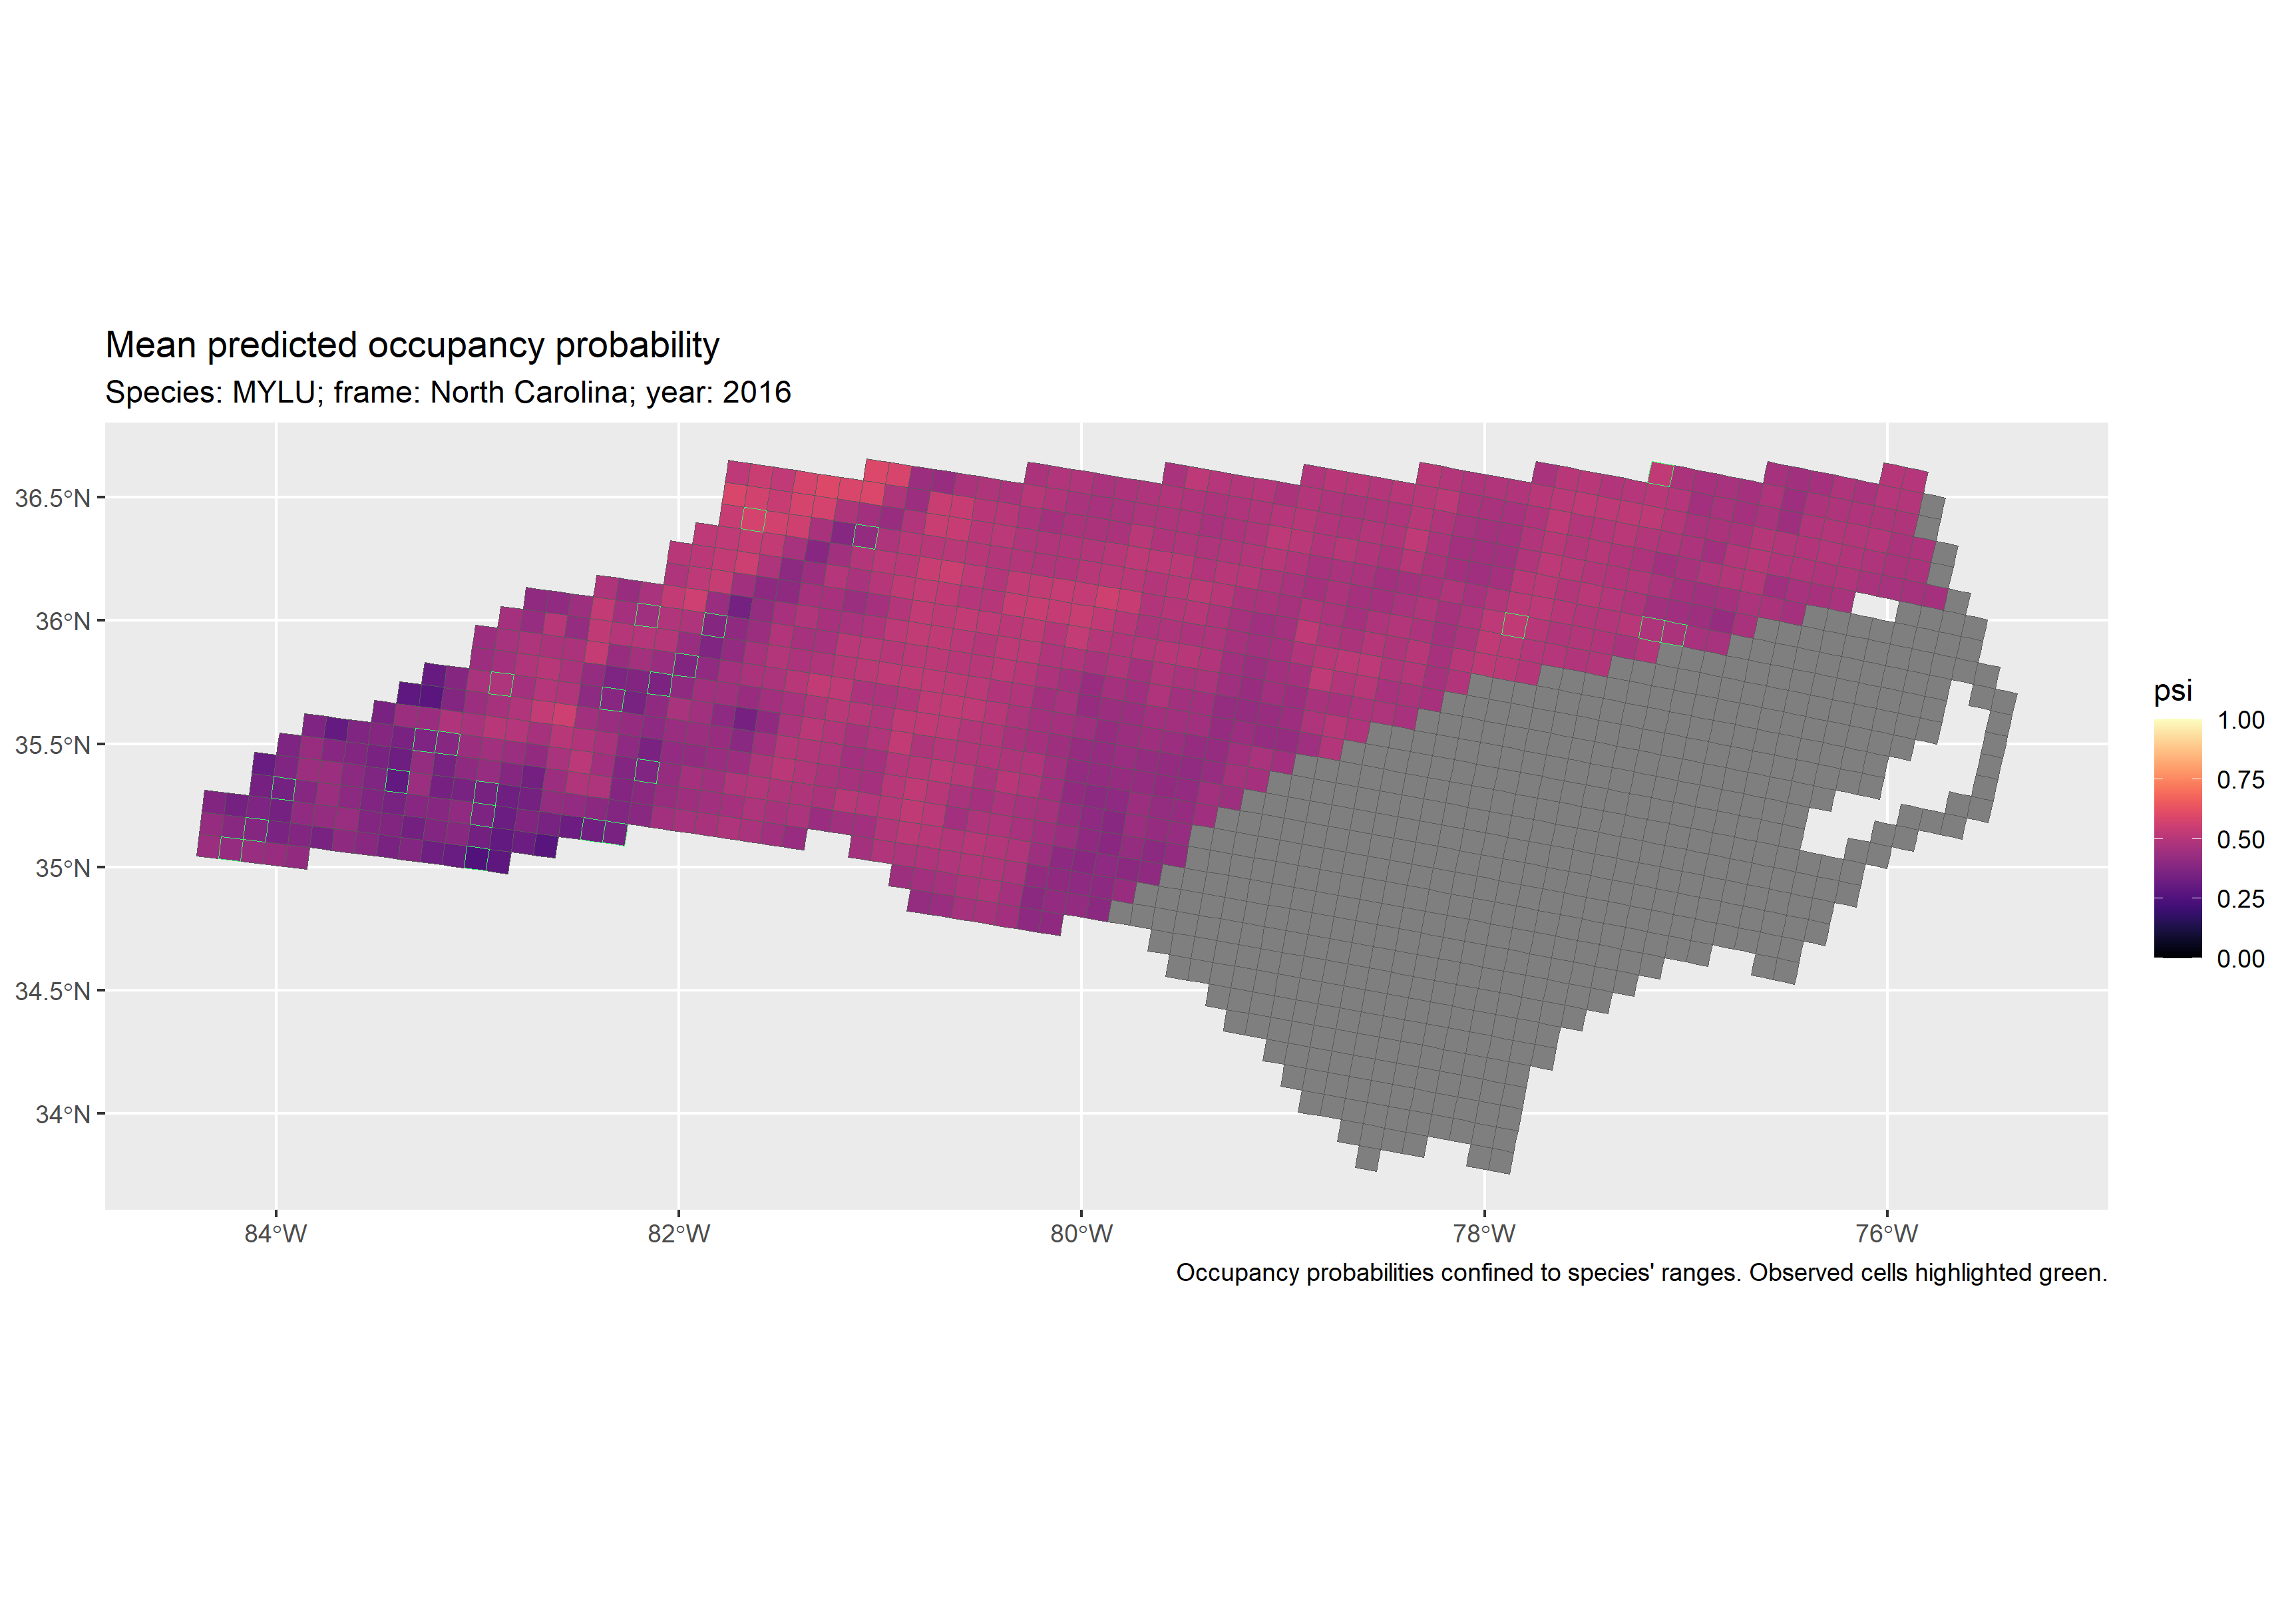 Mean predicted occupancy probability
Species: MYLU; frame: North Carolina; year: 2016
36.5°N
36°N
35.5°N
35°N
34.5°N
34°N
84°W
82°W
80°W
78°W
76°W
psi
1.00
0.75
0.50
0.25
0.00
Occupancy probabilities confined to species' ranges. Observed cells highlighted green.